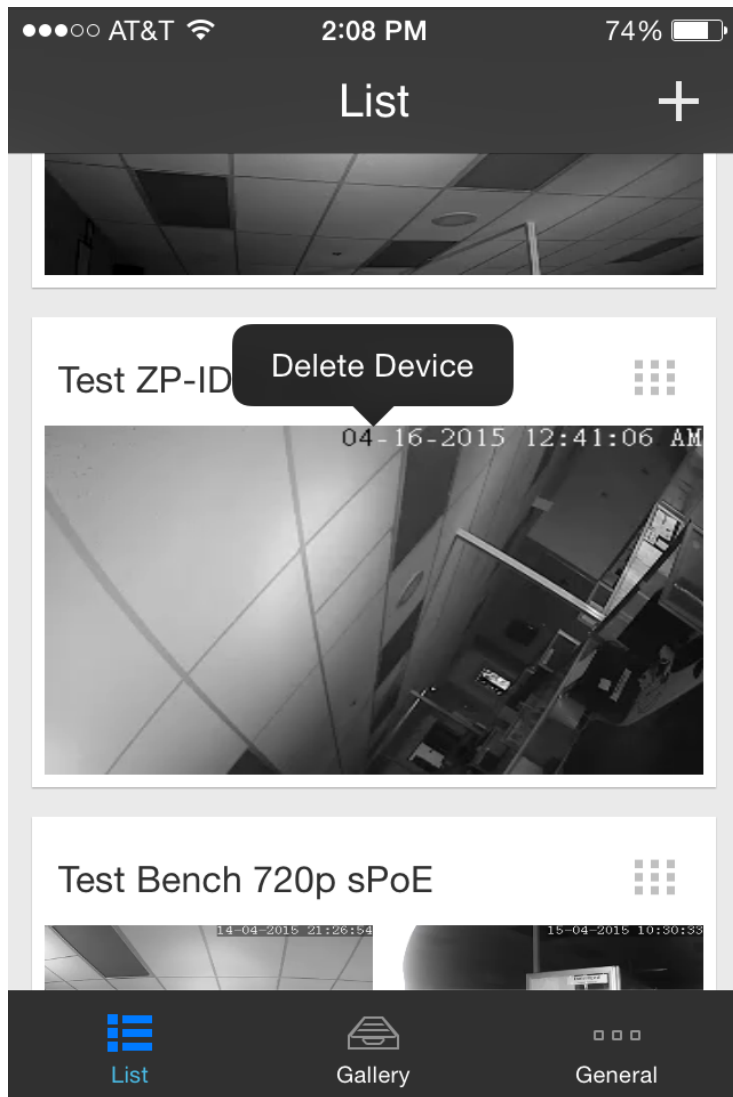 AT&T 2:08 PM 74%
List
Delete Device
Test ZP-ID
04-16-2015 12:41:06 AM
Test Bench 720p sPoE
14-04-2015 21:26:54 15-04-2015 10:30:33
List Gallery General